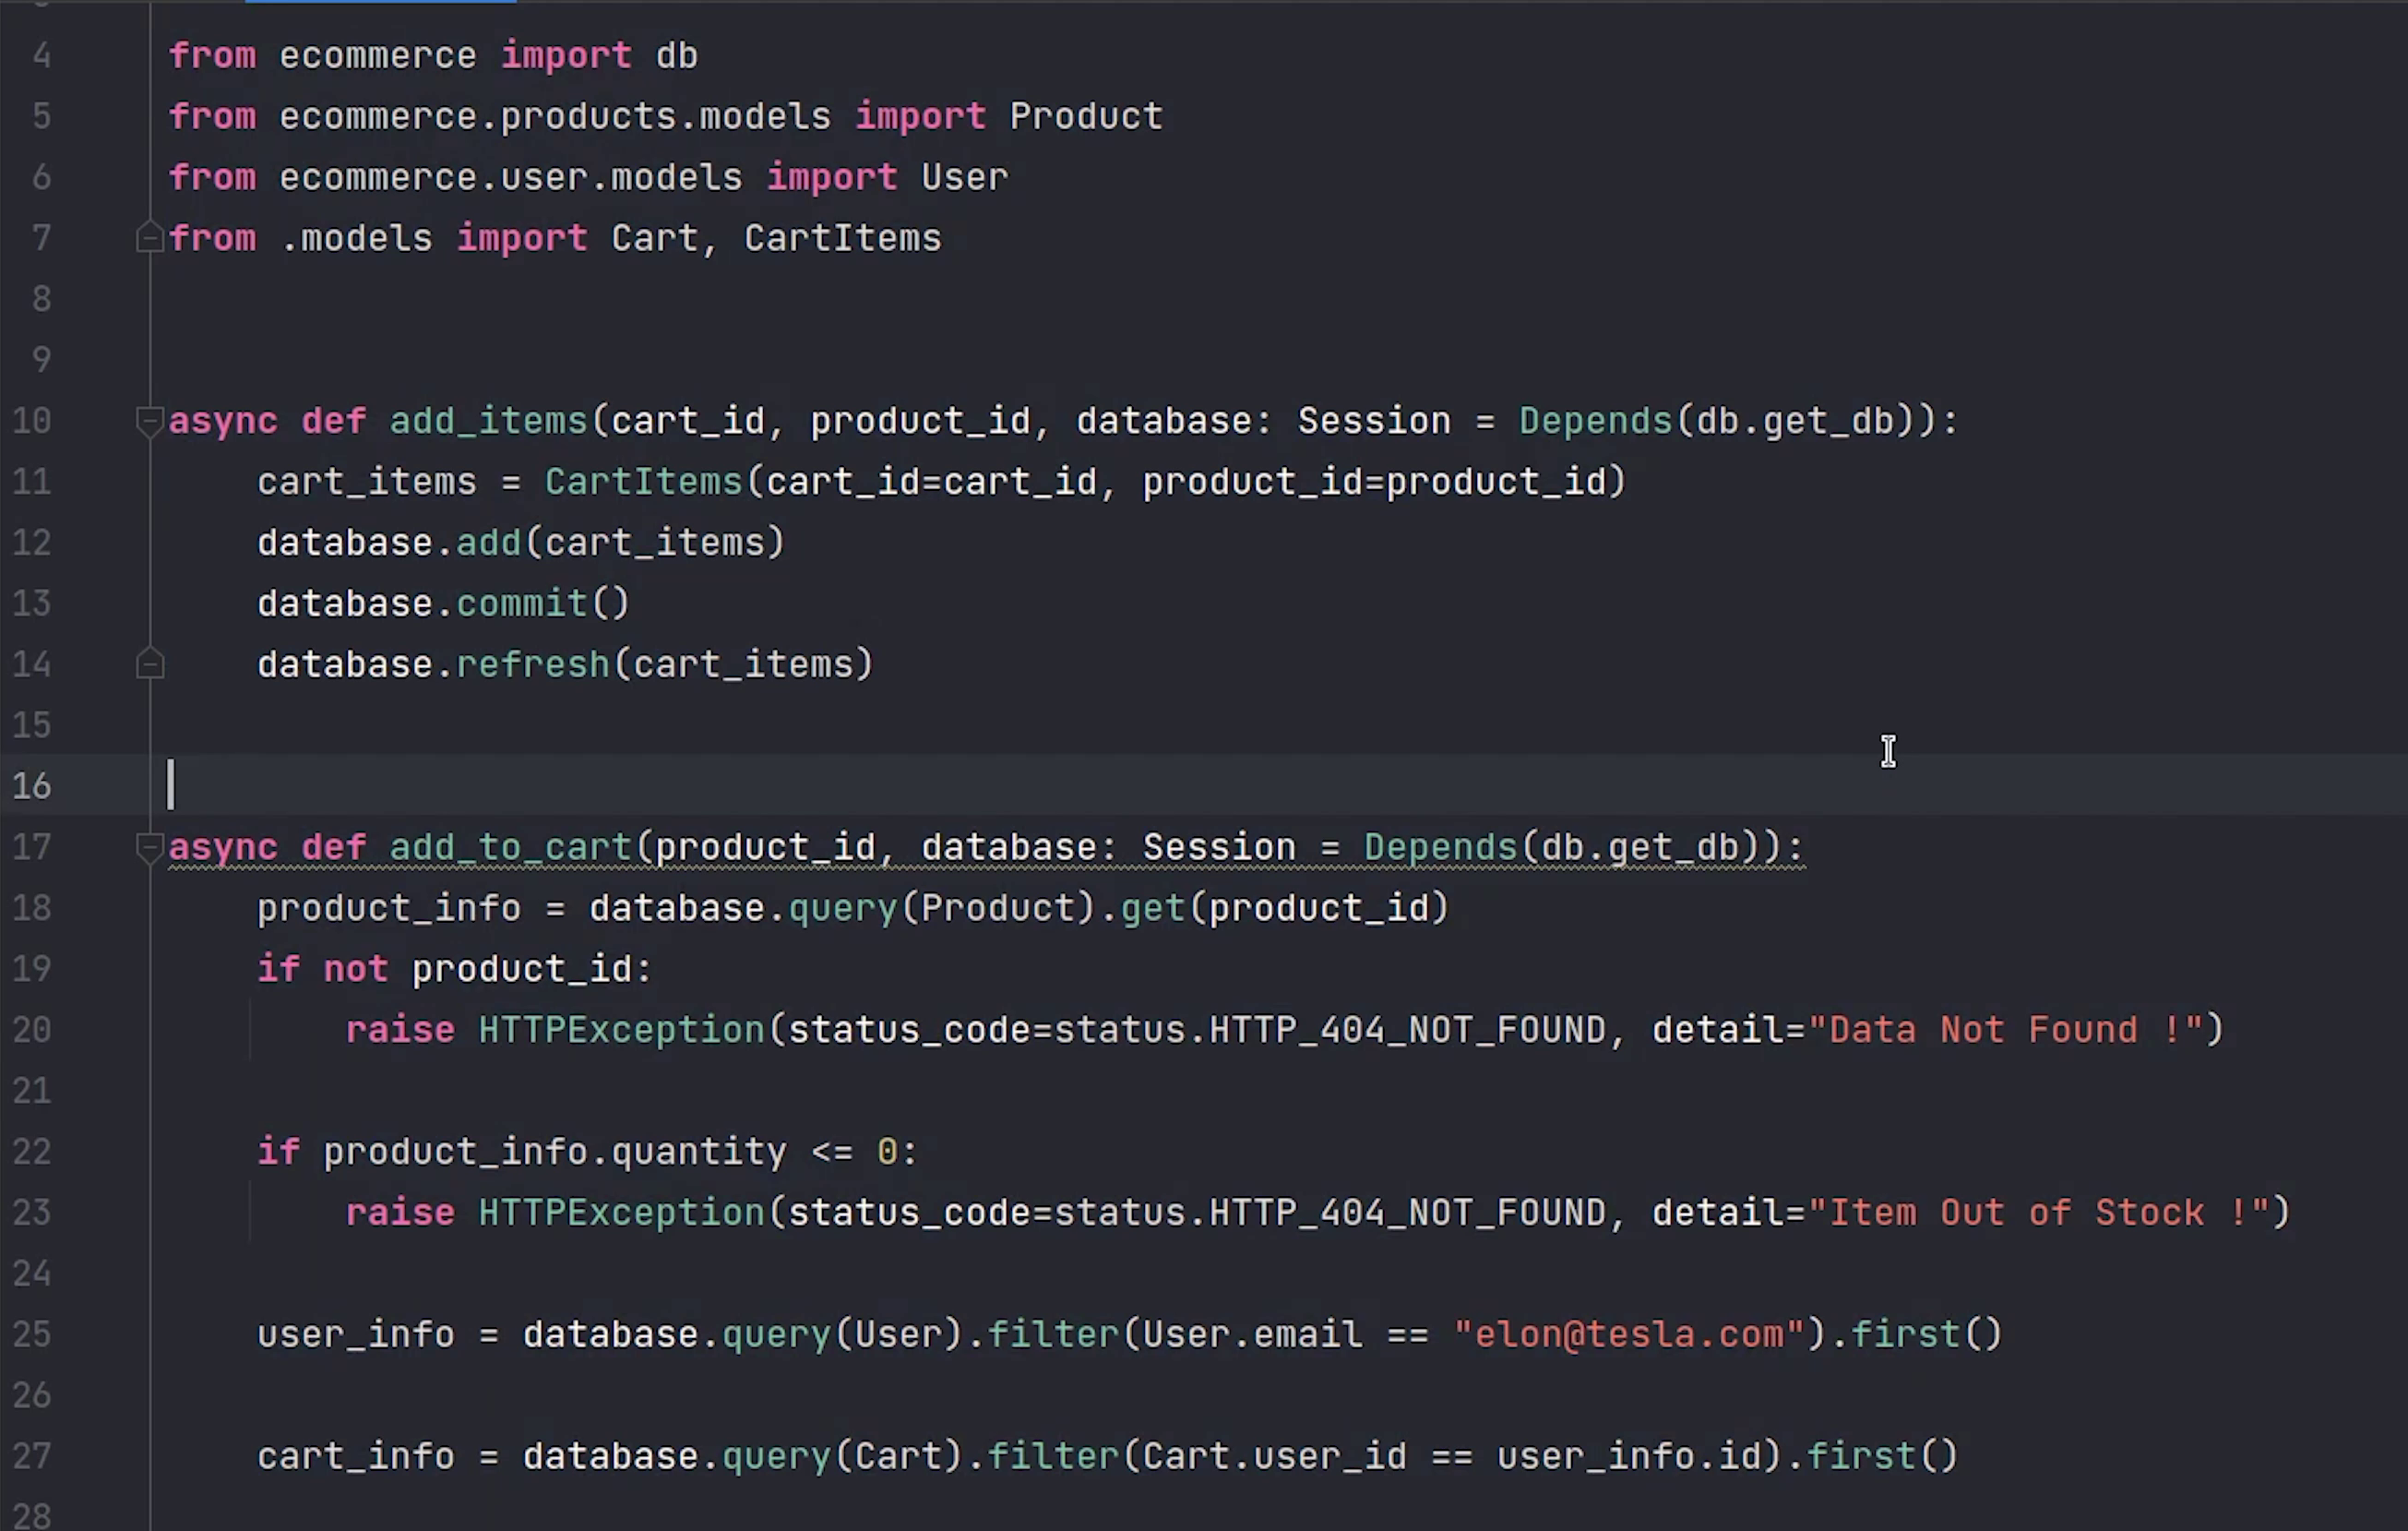 4 from ecommerce import db
5 from ecommerce.products.models import Product
6 from ecommerce.user.models import User
7 from .models import Cart, CartItems
8
9
10 async def add_items(cart_id, product_id, database: Session = Depends(db.get_db)):
11     cart_items = CartItems(cart_id=cart_id, product_id=product_id)
12     database.add(cart_items)
13     database.commit()
14     database.refresh(cart_items)
15
16
17 async def add_to_cart(product_id, database: Session = Depends(db.get_db)):
18     product_info = database.query(Product).get(product_id)
19     if not product_id:
20         raise HTTPException(status_code=status.HTTP_404_NOT_FOUND, detail="Data Not Found !")
21
22     if product_info.quantity <= 0:
23         raise HTTPException(status_code=status.HTTP_404_NOT_FOUND, detail="Item Out of Stock !")
24
25     user_info = database.query(User).filter(User.email == "elon@tesla.com").first()
26
27     cart_info = database.query(Cart).filter(Cart.user_id == user_info.id).first()
28